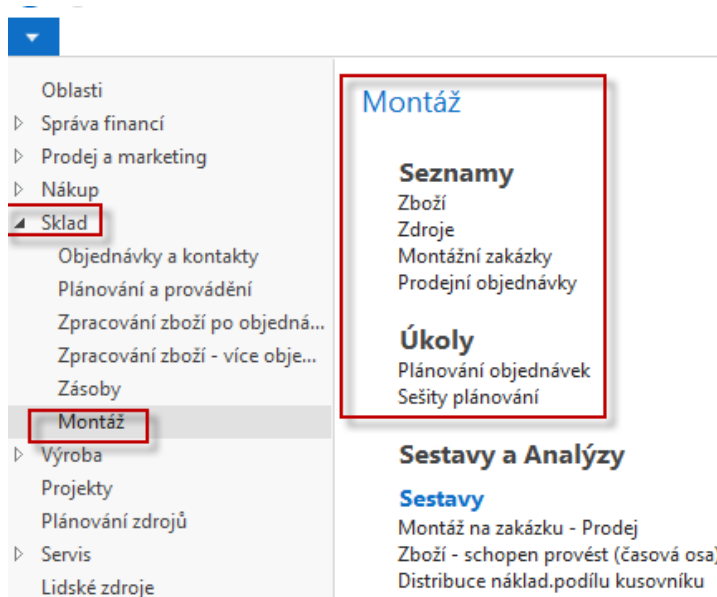 Oblasti
Správa financí
Prodej a marketing
Nákup
Sklad
Objednávky a kontakty
Plánování a provádění
Zpracování zboží po objedná...
Zpracování zboží - více obje...
Zásoby
Montáž
Výroba
Projekty
Plánování zdrojů
Servis
Lidské zdroje
Montáž
Seznamy
Zboží
Zdroje
Montážní zakázky
Prodejní objednávky
Úkoly
Plánování objednávek
Sešity plánování
Sestavy a Analýzy
Sestavy
Montáž na zakázku - Prodej
Zboží - schopen provést (časová osa)
Distribuce náklad.podílu kusovníku